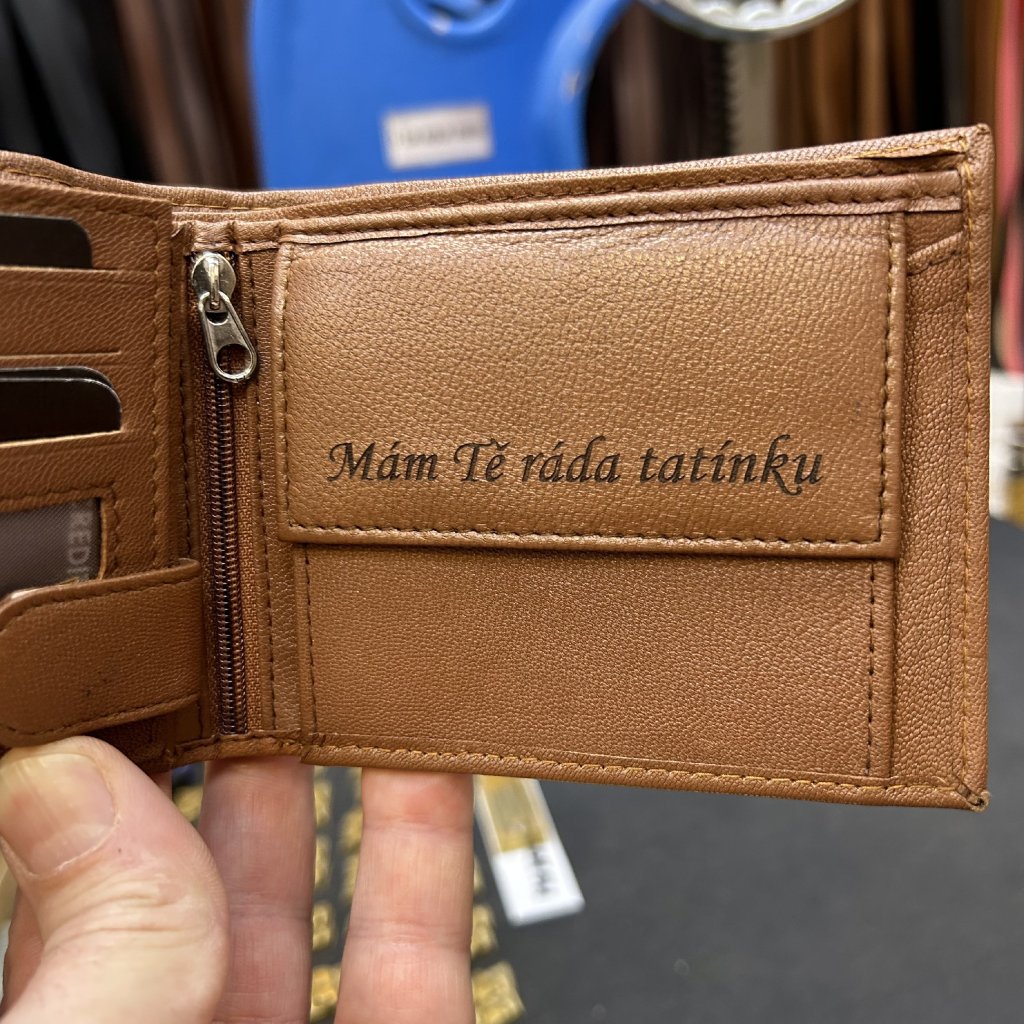 Mám Tě ráda tatínku